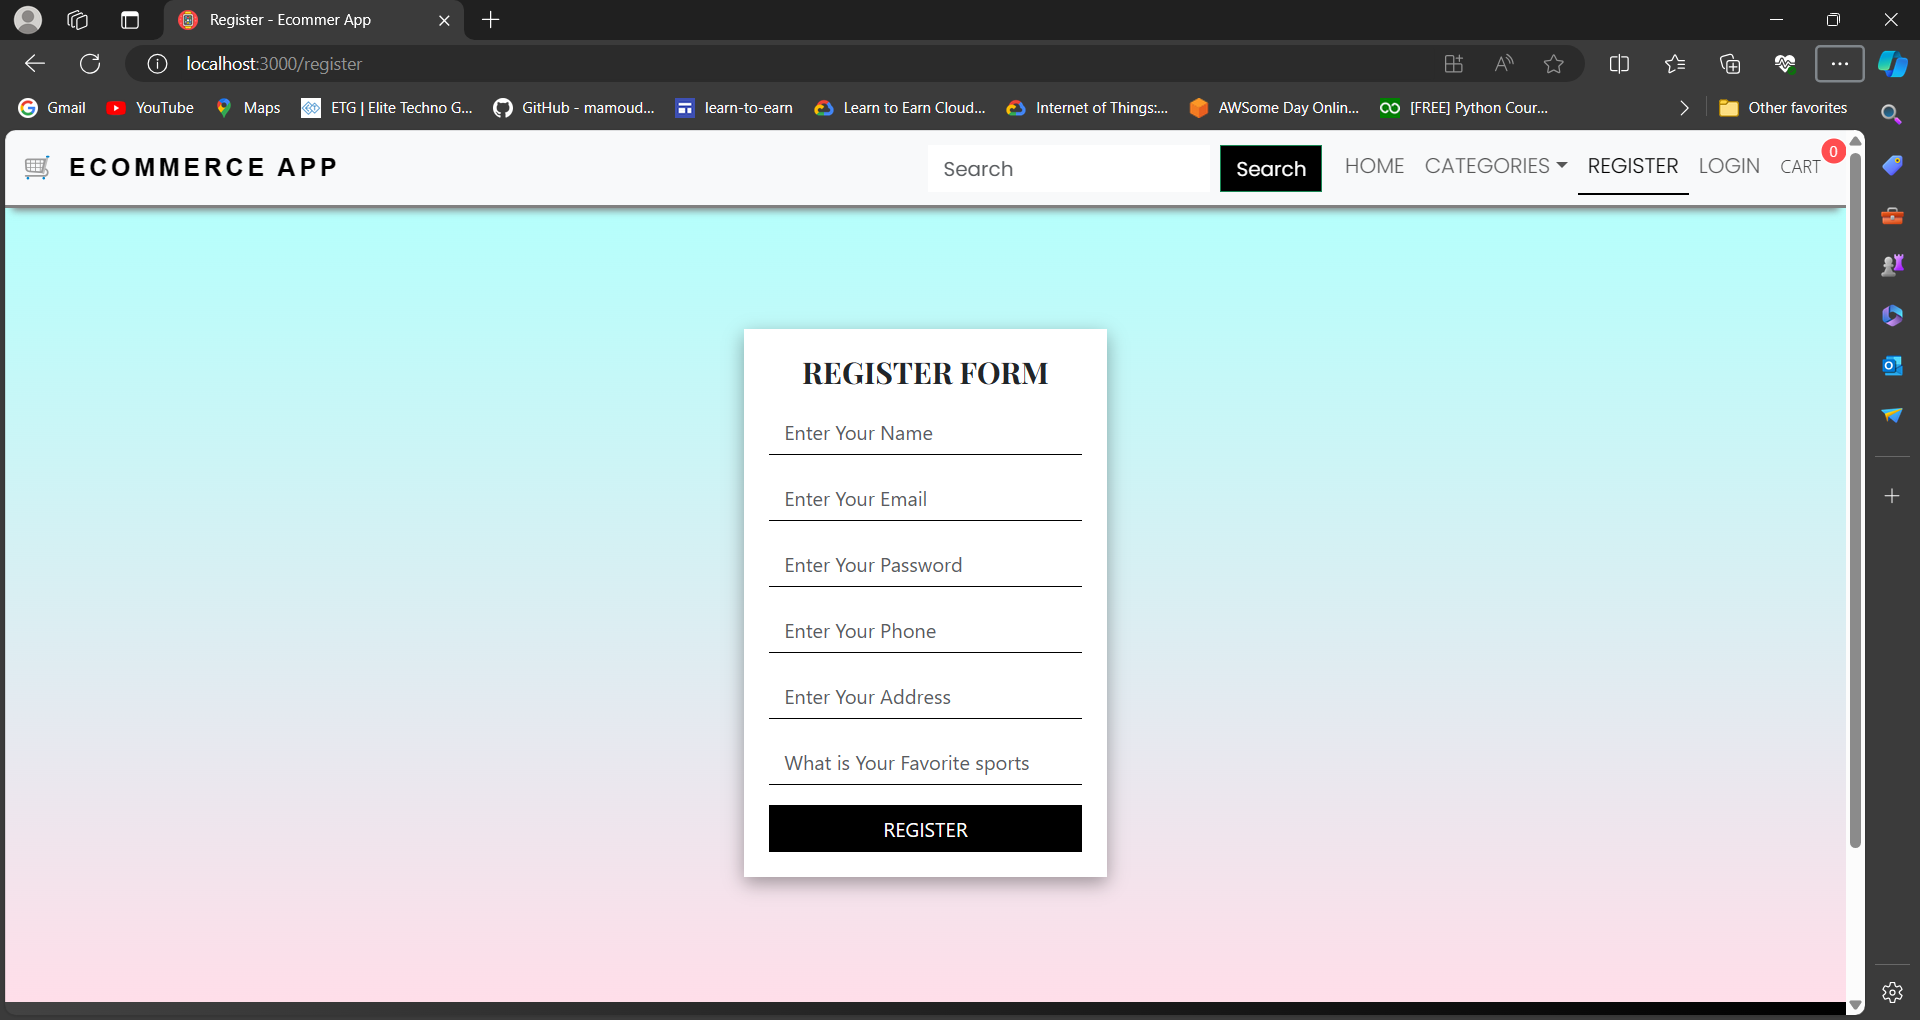 Register - Ecommer App
localhost:3000/register
Gmail YouTube Maps ETG | Elite Techno G... GitHub - mamoud... learn-to-earn Learn to Earn Cloud... Internet of Things:... AWSome Day Onlin... [FREE] Python Cour... Other favorites
ECOMMERCE APP Search Search HOME CATEGORIES REGISTER LOGIN CART 0
REGISTER FORM
Enter Your Name
Enter Your Email
Enter Your Password
Enter Your Phone
Enter Your Address
What is Your Favorite sports
REGISTER